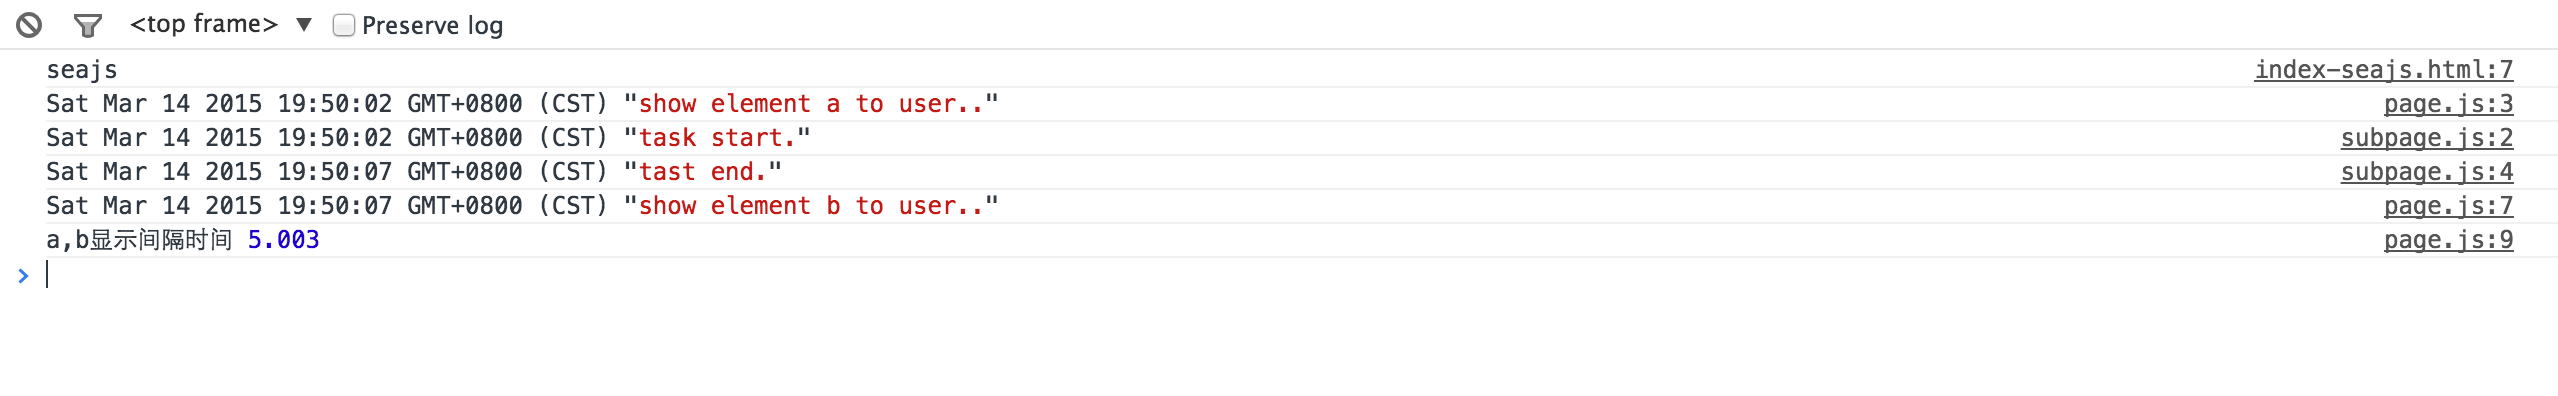 <top frame> ▼ Preserve log
seajs index-seajs.html:7
Sat Mar 14 2015 19:50:02 GMT+0800 (CST) "show element a to user.." page.js:3
Sat Mar 14 2015 19:50:02 GMT+0800 (CST) "task start." subpage.js:2
Sat Mar 14 2015 19:50:07 GMT+0800 (CST) "tast end." subpage.js:4
Sat Mar 14 2015 19:50:07 GMT+0800 (CST) "show element b to user.." page.js:7
a,b显示间隔时间 5.003 page.js:9